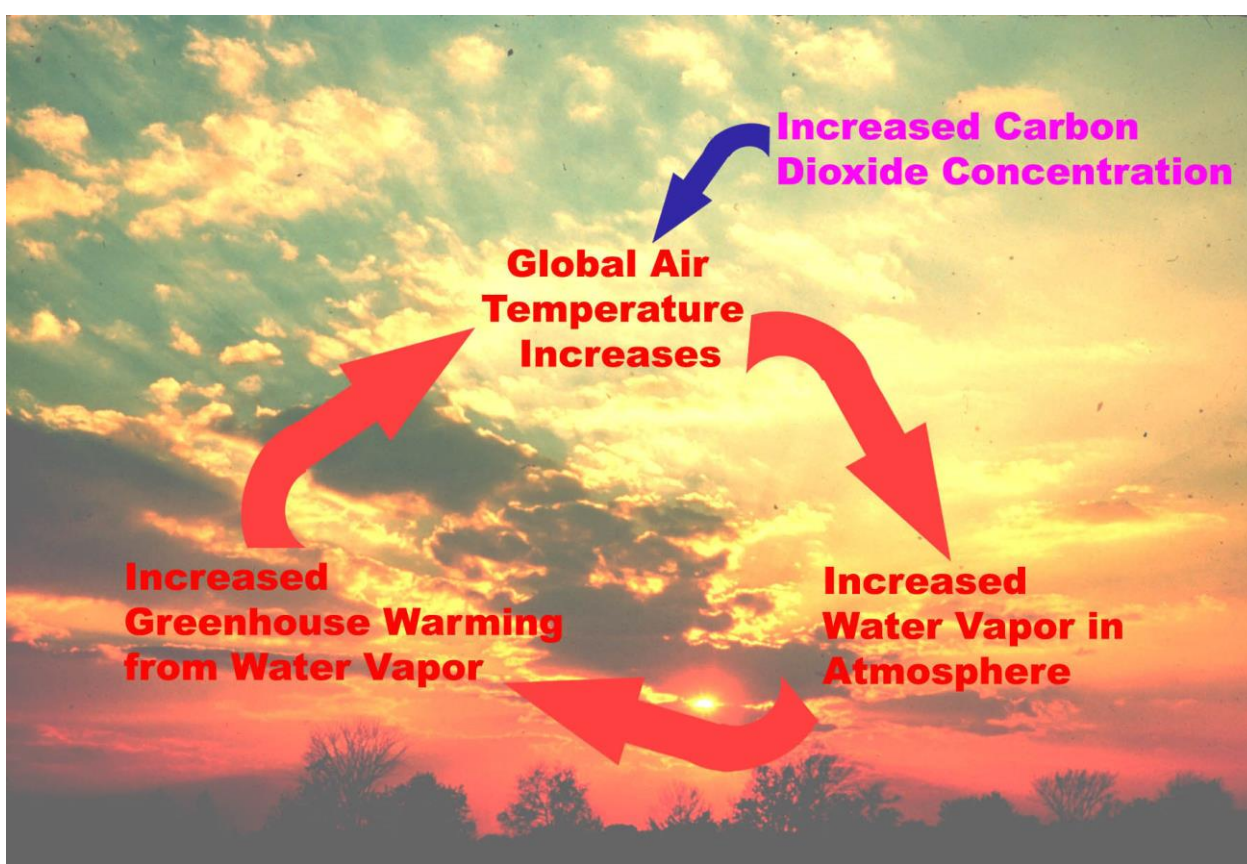 Increased Carbon
Dioxide Concentration
Global Air
Temperature
Increases
Increased
Water Vapor in
Atmosphere
Increased
Greenhouse Warming
from Water Vapor